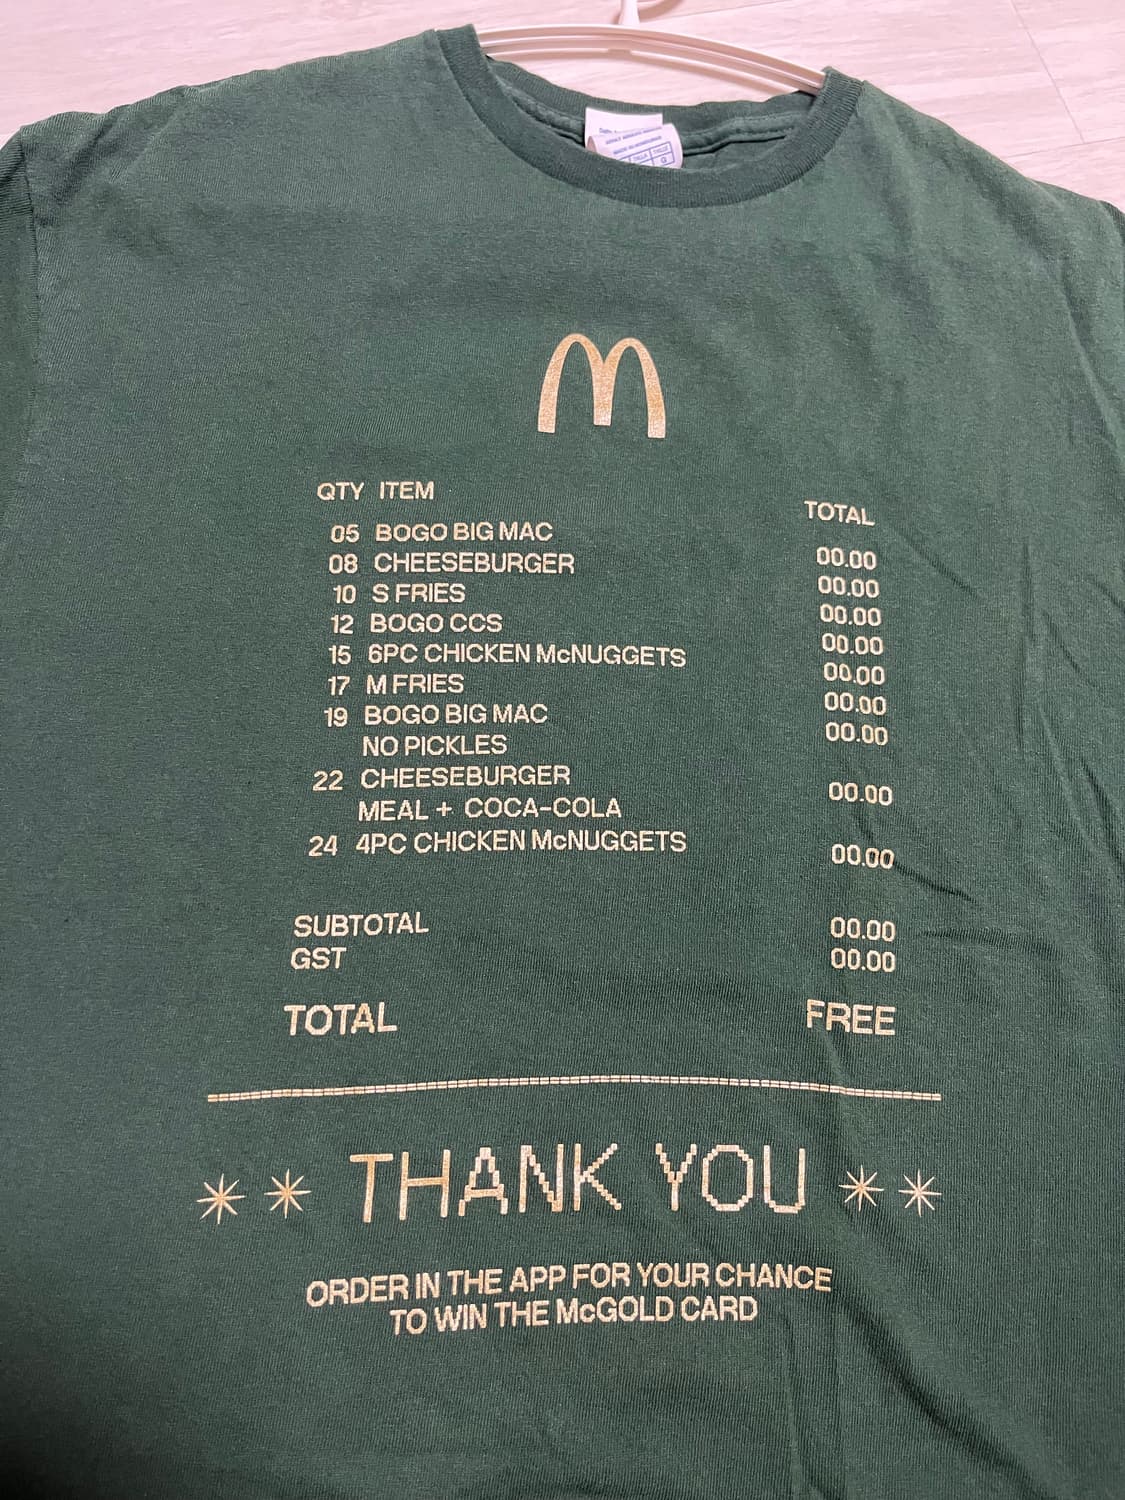 QTY ITEM TOTAL
05 BOGO BIG MAC 00.00
08 CHEESEBURGER 00.00
10 S FRIES 00.00
12 BOGO CCS 00.00
15 6PC CHICKEN McNUGGETS 00.00
17 M FRIES 00.00
19 BOGO BIG MAC 00.00
NO PICKLES
22 CHEESEBURGER 00.00
MEAL + COCA-COLA
24 4PC CHICKEN McNUGGETS 00.00
SUBTOTAL 00.00
GST 00.00
TOTAL FREE
** THANK YOU **
ORDER IN THE APP FOR YOUR CHANCE
TO WIN THE McGOLD CARD